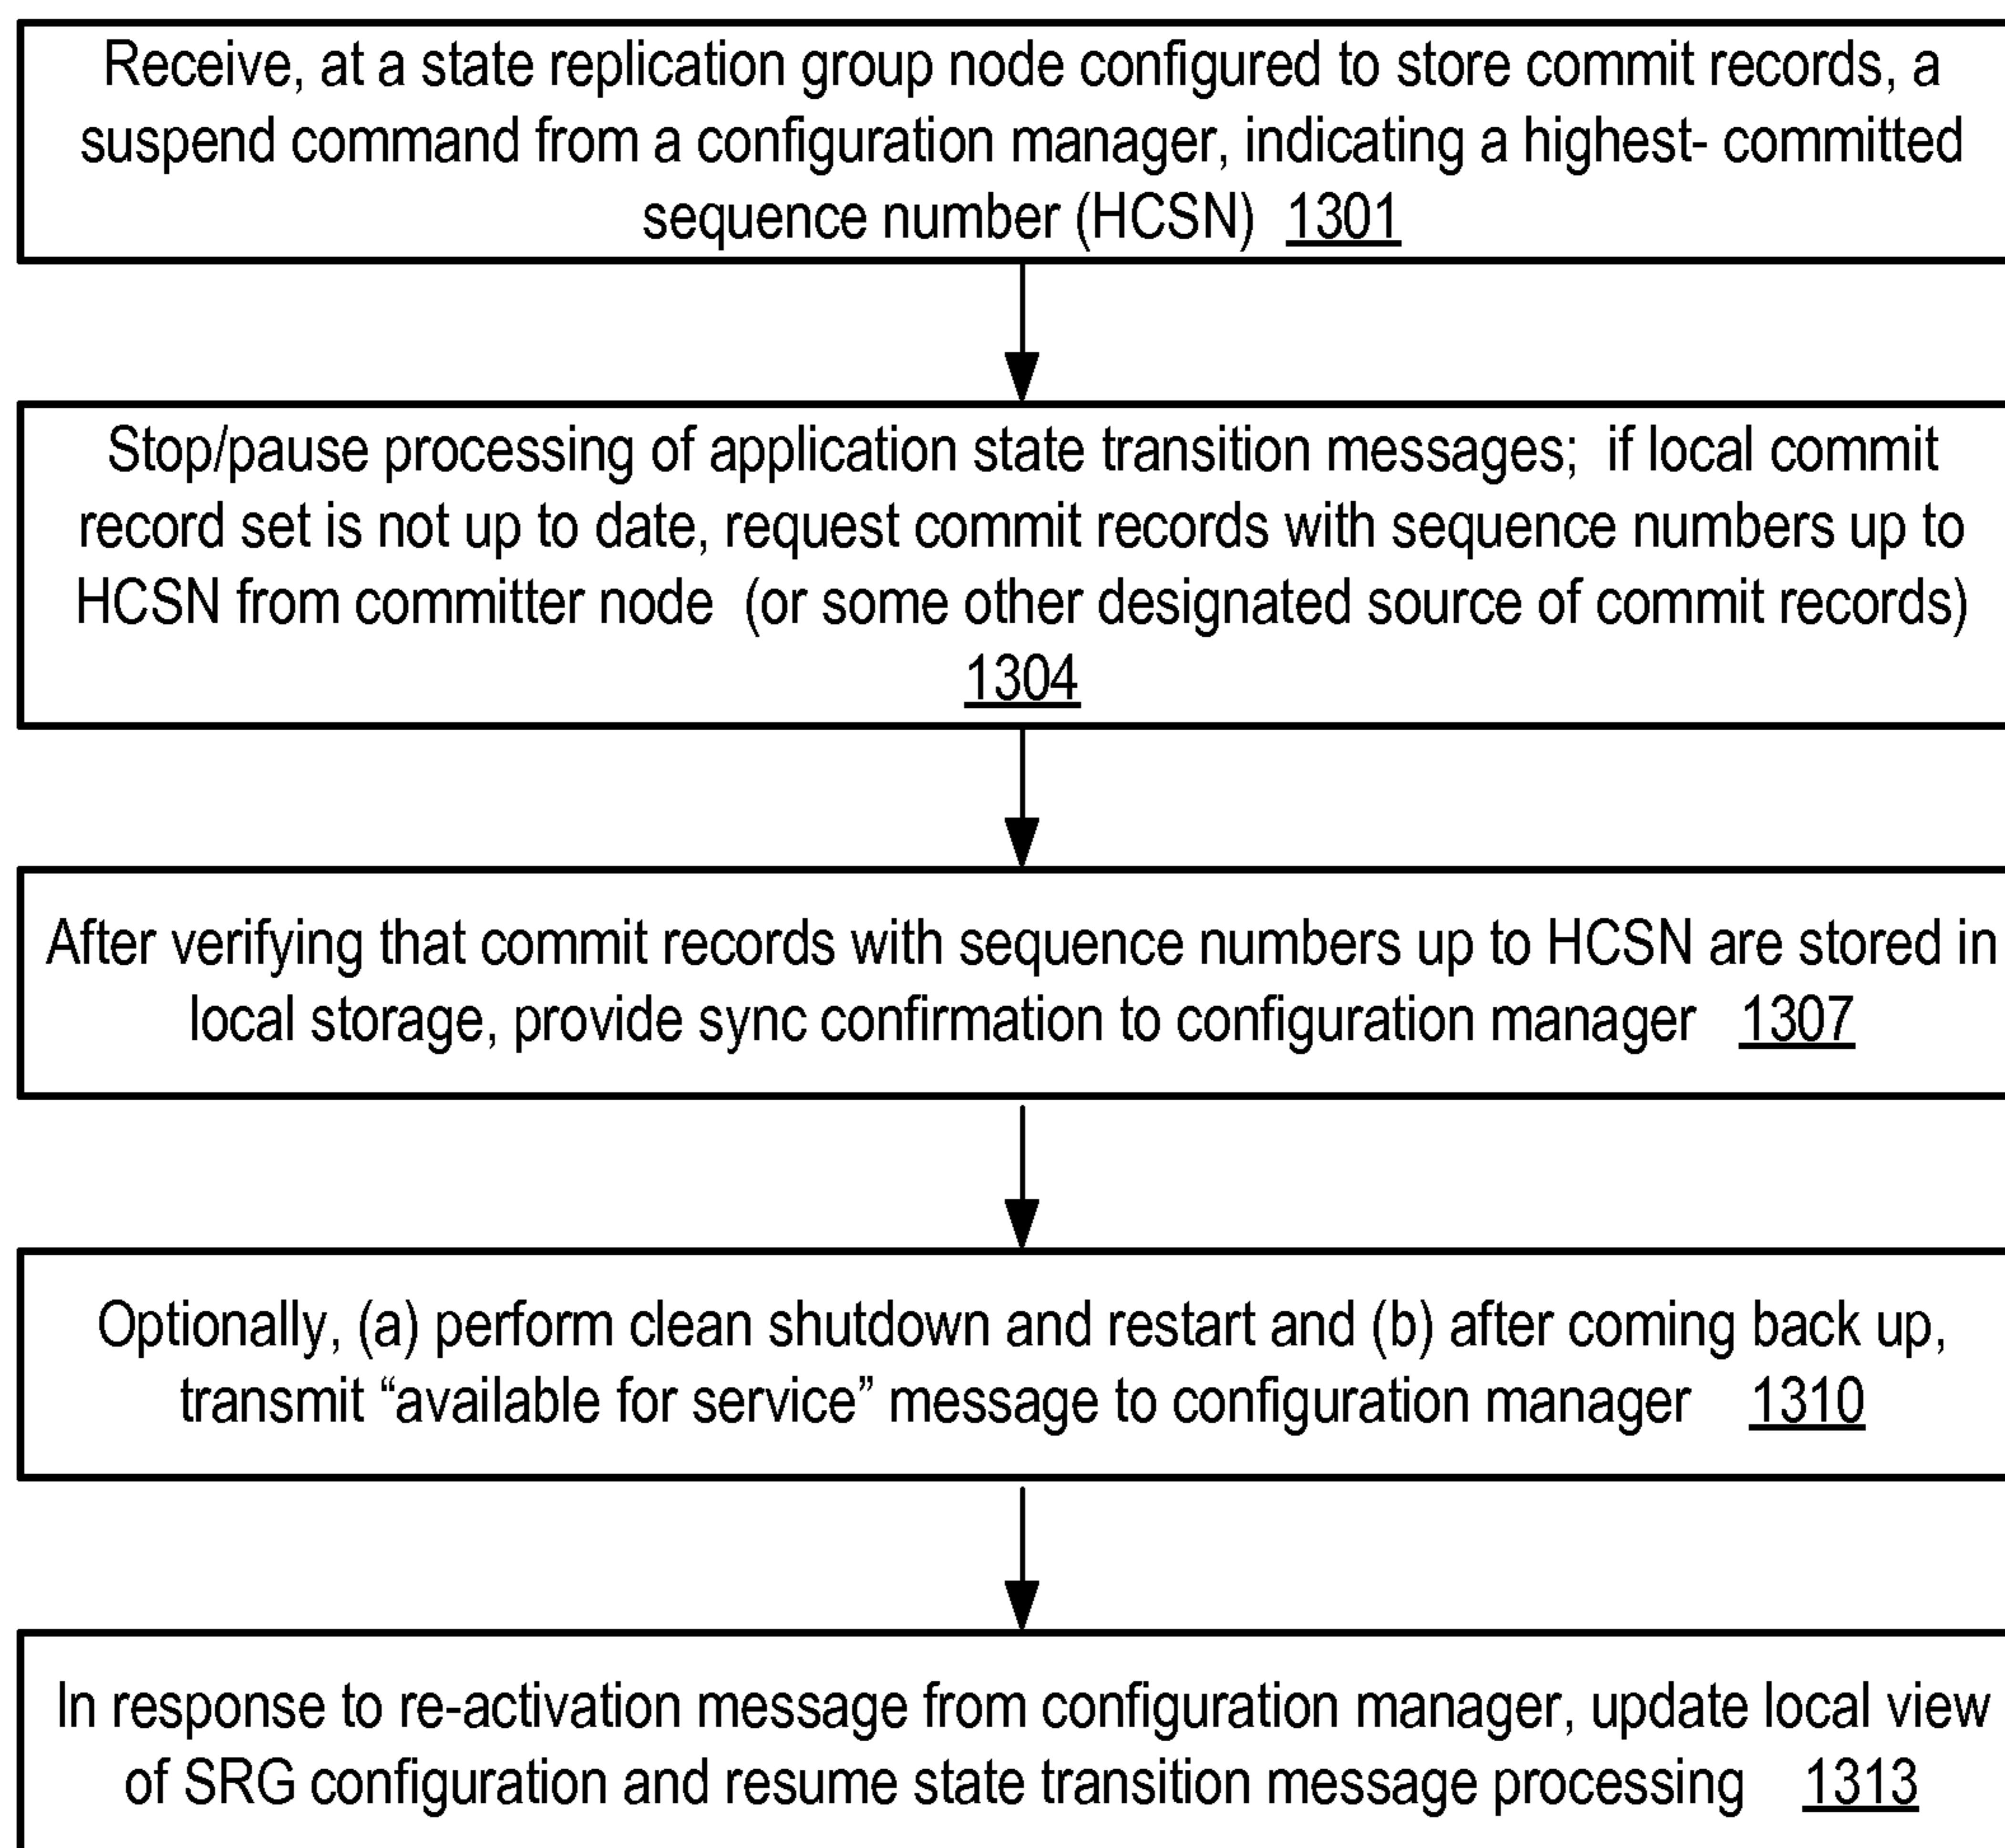 Receive, at a state replication group node configured to store commit records, a
suspend command from a configuration manager, indicating a highest- committed
sequence number (HCSN) 1301
Stop/pause processing of application state transition messages; if local commit
record set is not up to date, request commit records with sequence numbers up to
HCSN from committer node (or some other designated source of commit records)
1304
After verifying that commit records with sequence numbers up to HCSN are stored in
local storage, provide sync confirmation to configuration manager 1307
Optionally, (a) perform clean shutdown and restart and (b) after coming back up,
transmit “available for service” message to configuration manager 1310
In response to re-activation message from configuration manager, update local view
of SRG configuration and resume state transition message processing 1313